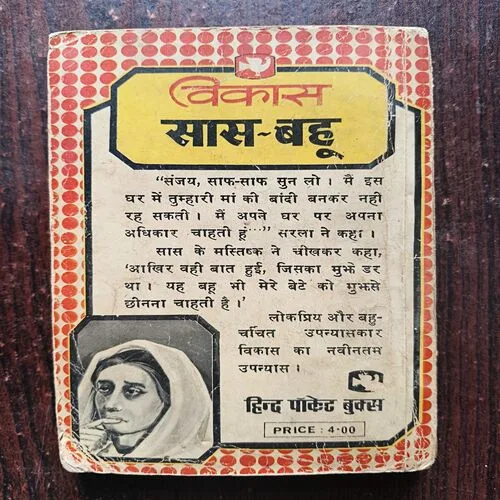 विकास
सास-बहू
“संजय, साफ-साफ सुन लो। मैं इस
घर में तुम्हारी मां की बांदी बनकर नहीं
रह सकती। मैं अपने घर पर अपना
अधिकार चाहती हूं···” सरला ने कहा।
सास के मस्तिष्क ने चीखकर कहा,
‘आखिर वही बात हुई, जिसका मुझे डर
था। यह बहू भी मेरे बेटे को मुझसे
छीनना चाहती है।’
लोकप्रिय और बहु-
चर्चित उपन्यासकार
विकास का नवीनतम
उपन्यास।
हिन्द पॉकेट बुक्स
PRICE : 4·00